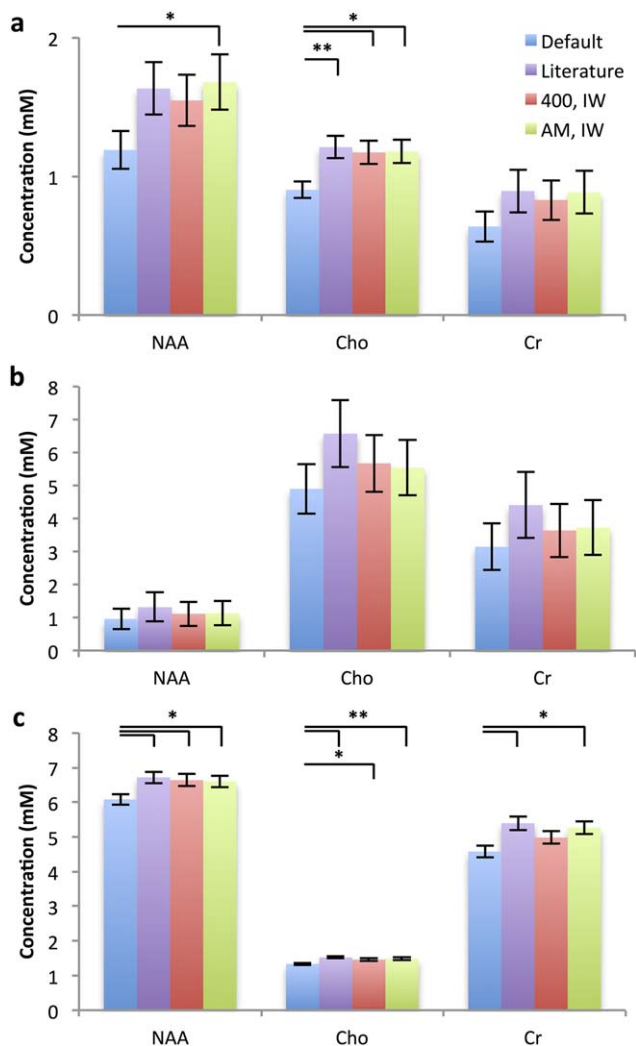 a
*
*
**
Default
Literature
400, IW
AM, IW
Concentration (mM)
2
1
0
NAA Cho Cr
b
Concentration (mM)
8
7
6
5
4
3
2
1
0
NAA Cho Cr
c
*
**
*
*
Concentration (mM)
8
7
6
5
4
3
2
1
0
NAA Cho Cr